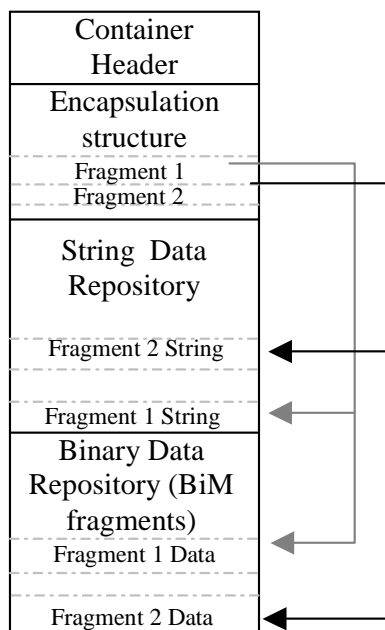 Container
Header
Encapsulation
structure
Fragment 1
Fragment 2
String Data
Repository
Fragment 2 String
Fragment 1 String
Binary Data
Repository (BiM
fragments)
Fragment 1 Data
Fragment 2 Data